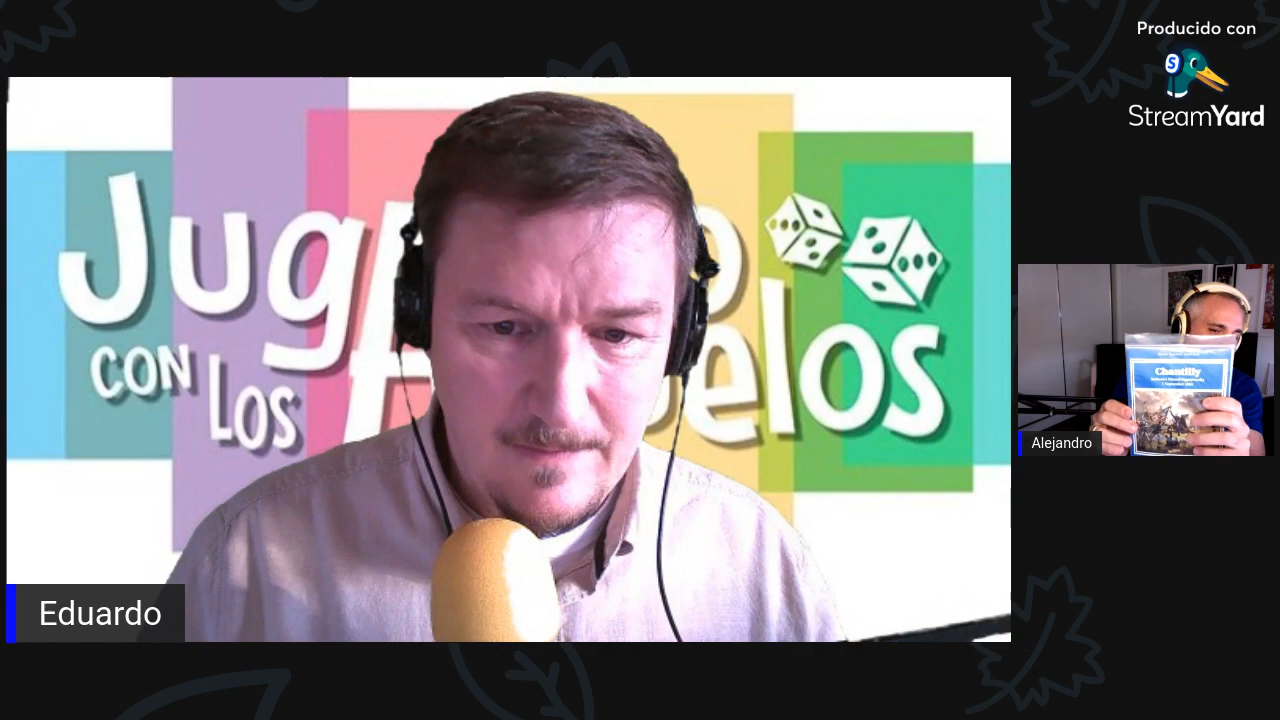 Producido con
StreamYard
Jug
CON LOS
elos
Chantilly
Alejandro
Eduardo